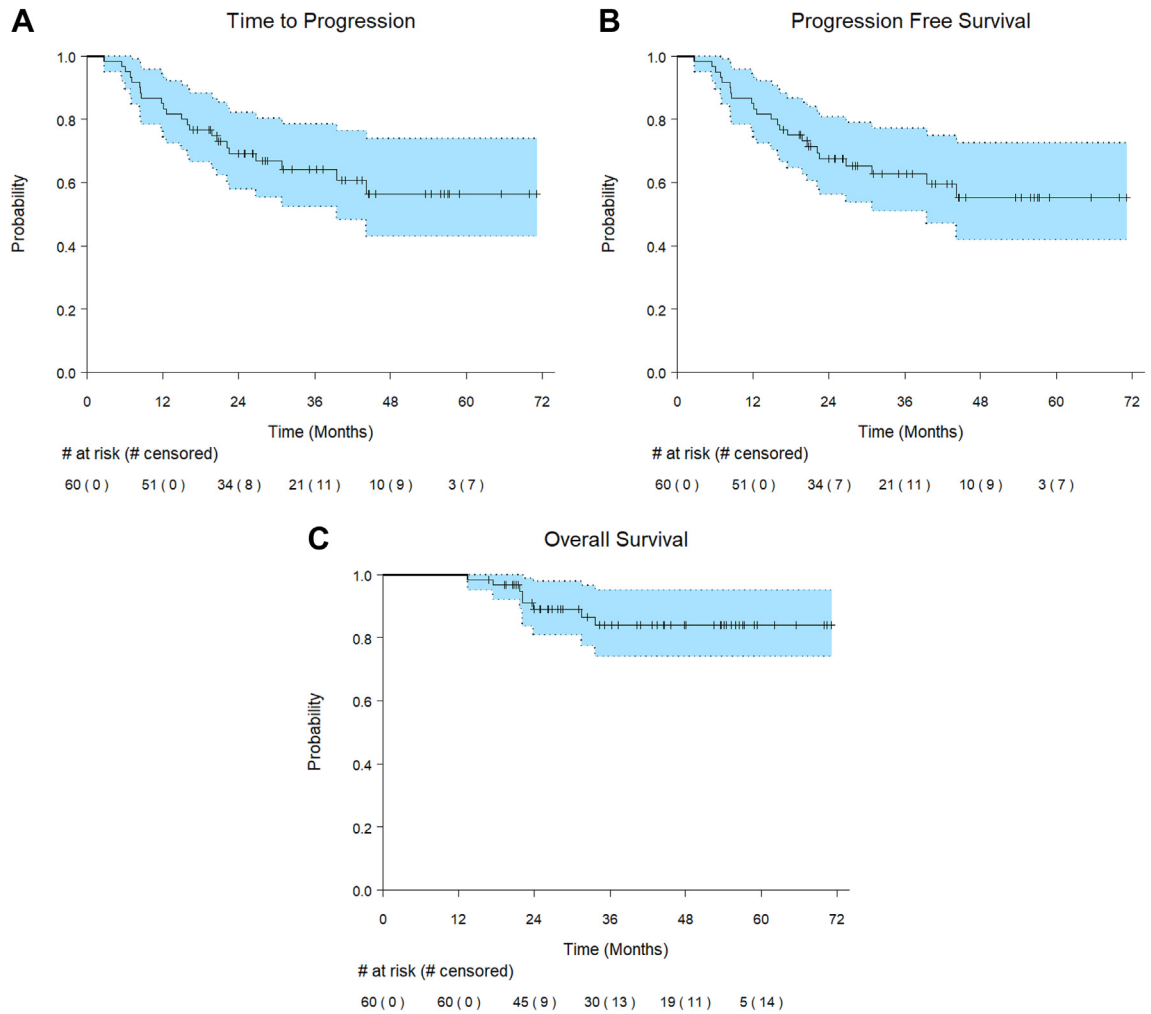 A
Time to Progression
1.0
0.8
0.6
0.4
0.2
0.0
Probability
0 12 24 36 48 60 72
Time (Months)
# at risk (# censored)
60 ( 0 ) 51 ( 0 ) 34 ( 8 ) 21 ( 11 ) 10 ( 9 ) 3 ( 7 )
B
Progression Free Survival
1.0
0.8
0.6
0.4
0.2
0.0
Probability
0 12 24 36 48 60 72
Time (Months)
# at risk (# censored)
60 ( 0 ) 51 ( 0 ) 34 ( 7 ) 21 ( 11 ) 10 ( 9 ) 3 ( 7 )
C
Overall Survival
1.0
0.8
0.6
0.4
0.2
0.0
Probability
0 12 24 36 48 60 72
Time (Months)
# at risk (# censored)
60 ( 0 ) 60 ( 0 ) 45 ( 9 ) 30 ( 13 ) 19 ( 11 ) 5 ( 14 )